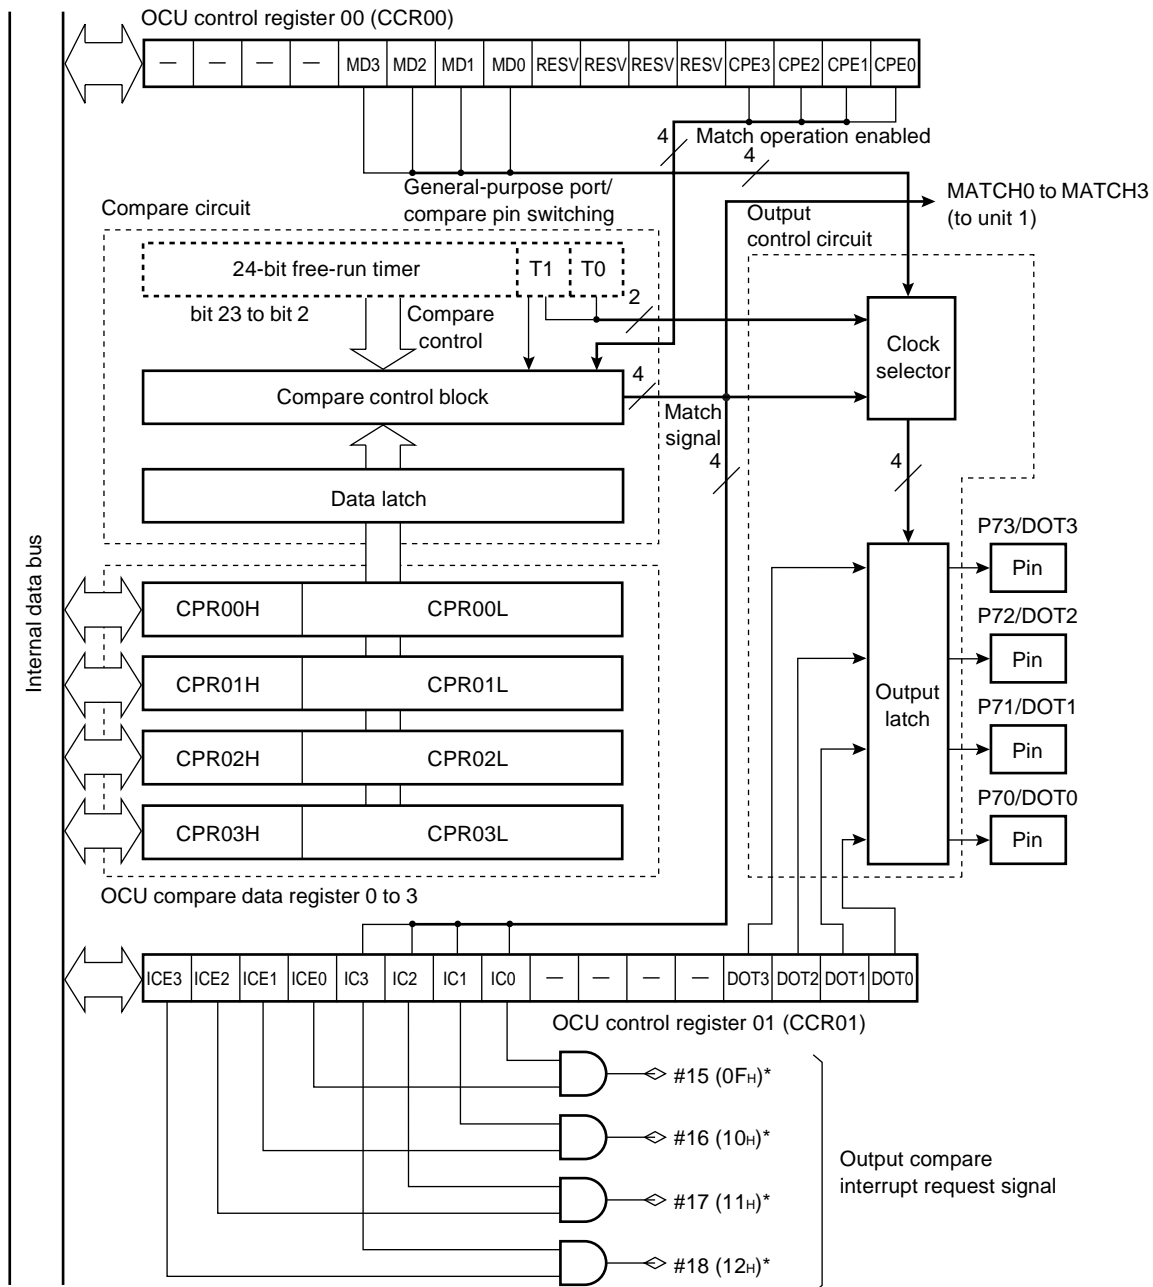 OCU control register 00 (CCR00)
— — — — MD3 MD2 MD1 MD0 RESV RESV RESV RESV CPE3 CPE2 CPE1 CPE0
4
Match operation enabled
4
General-purpose port/
compare pin switching
MATCH0 to MATCH3
(to unit 1)
Compare circuit
Output
control circuit
24-bit free-run timer T1 T0
bit 23 to bit 2
Compare
control
2
Clock
selector
Compare control block
4
Match
signal
4
4
Data latch
Internal data bus
P73/DOT3
Pin
CPR00H CPR00L
P72/DOT2
Pin
CPR01H CPR01L
Output
latch
P71/DOT1
Pin
CPR02H CPR02L
P70/DOT0
Pin
CPR03H CPR03L
OCU compare data register 0 to 3
ICE3 ICE2 ICE1 ICE0 IC3 IC2 IC1 IC0 — — — — DOT3 DOT2 DOT1 DOT0
OCU control register 01 (CCR01)
#15 (0FH)*
#16 (10H)*
#17 (11H)*
#18 (12H)*
Output compare
interrupt request signal